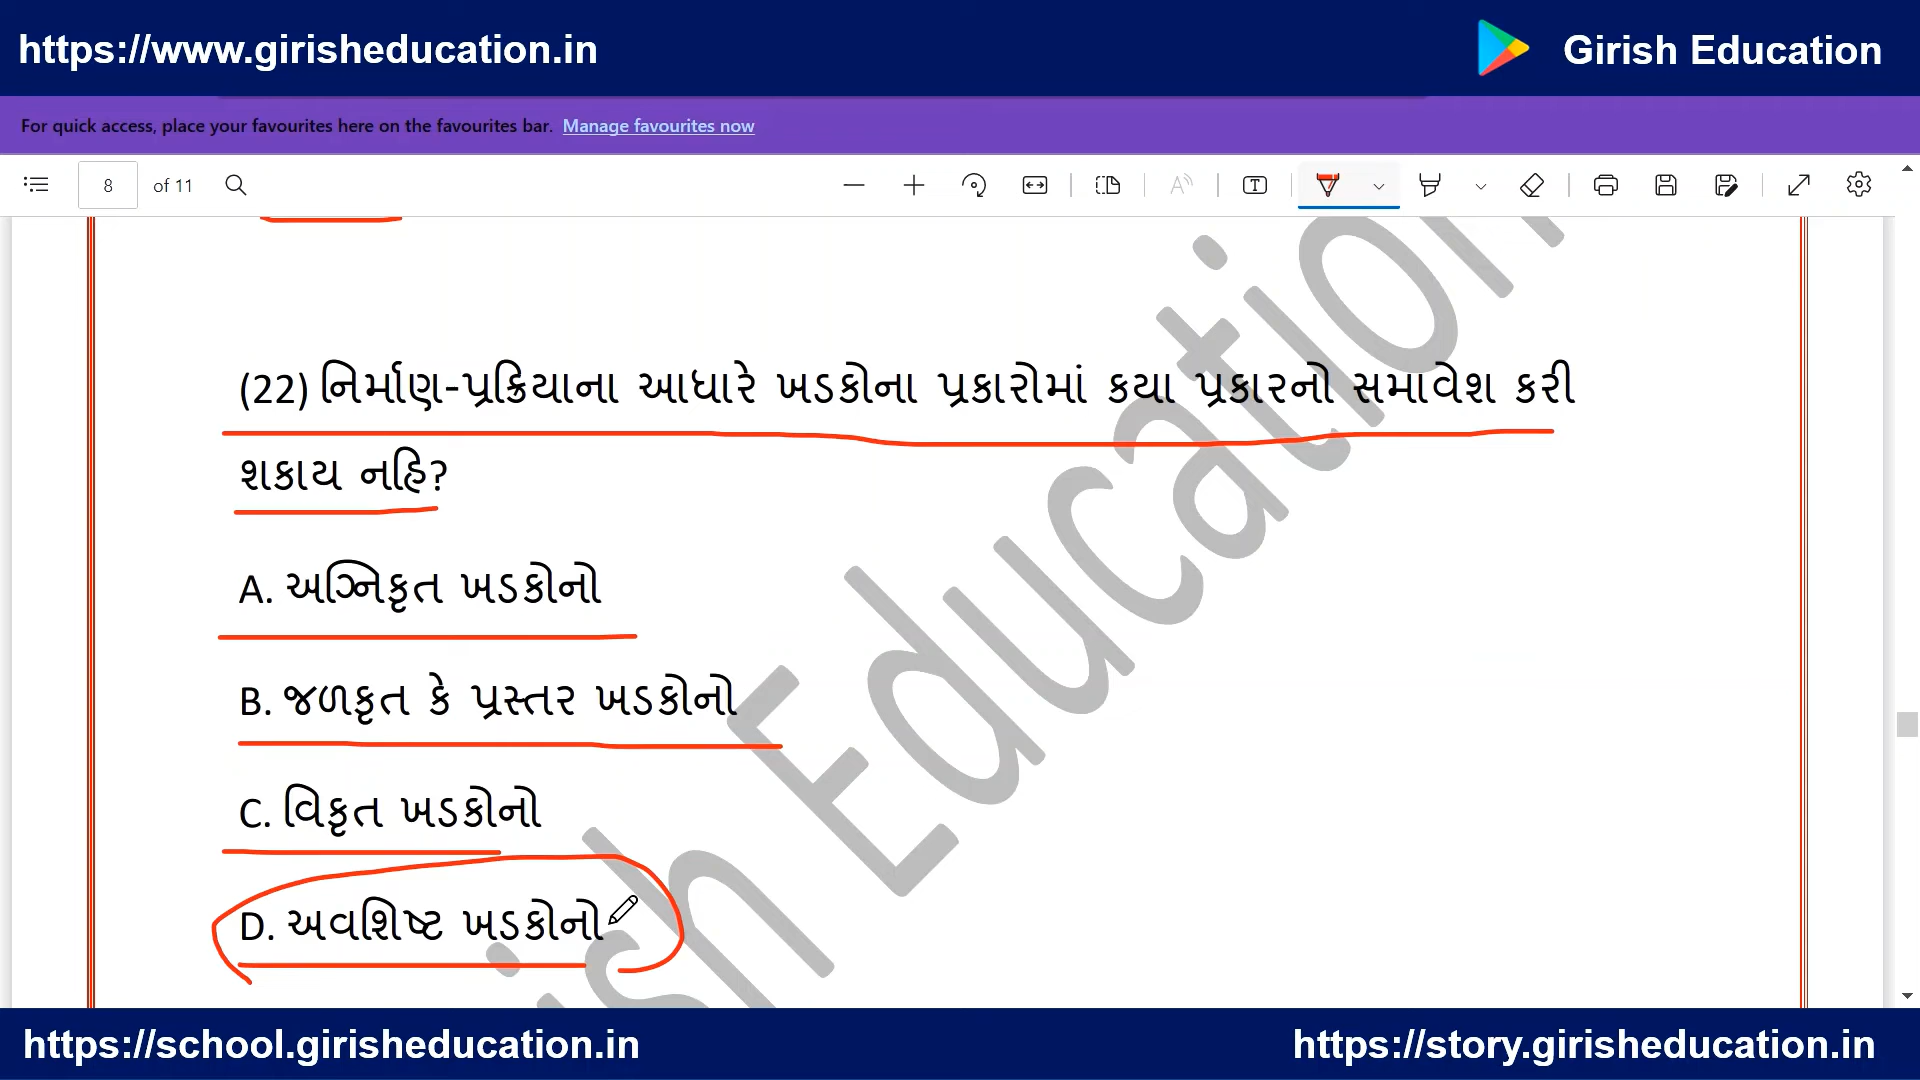 https://www.girisheducation.in
Girish Education
For quick access, place your favourites here on the favourites bar. Manage favourites now
8 of 11
(22) નિર્માણ-પ્રક્રિયાના આધારે ખડકોના પ્રકારોમાં કયા પ્રકારનો સમાવેશ કરી
શકાય નહિ?
A. અગ્નિકૃત ખડકોનો
B. જળકૃત કે પ્રસ્તર ખડકોનો
C. વિકૃત ખડકોનો
D. અવશિષ્ટ ખડકોનો
ish Education
https://school.girisheducation.in
https://story.girisheducation.in